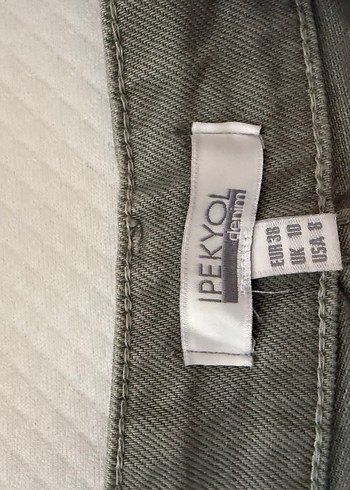 IPEKYOL
denim
EUR 38
UK 10
USA 8